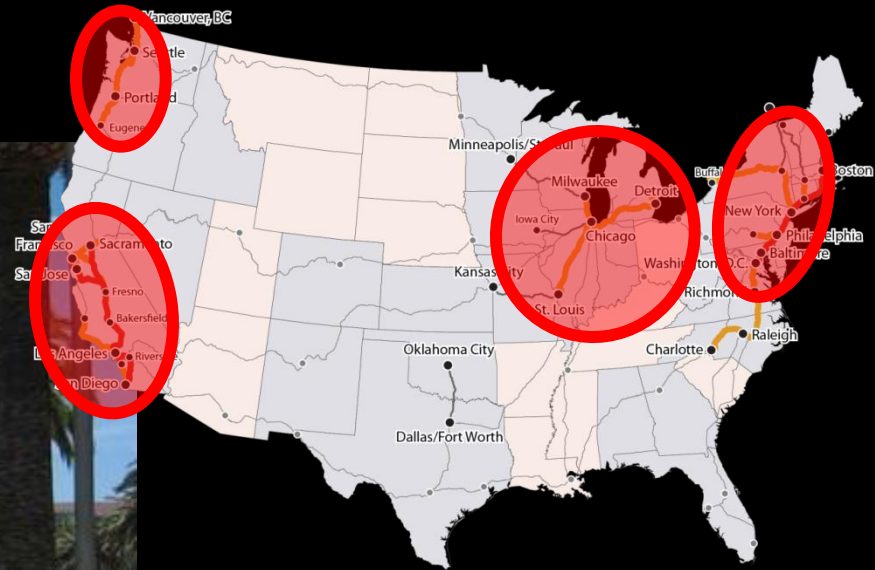 Vancouver, BC
Seattle
Portland
Eugene
San
Francisco
Sacramento
San Jose
Fresno
Bakersfield
Los Angeles
Riverside
San Diego
Minneapolis/St. Paul
Milwaukee
Detroit
Iowa City
Chicago
Kansas City
St. Louis
Oklahoma City
Dallas/Fort Worth
Boston
New York
Philadelphia
Baltimore
Washington D.C.
Raleigh
Charlotte